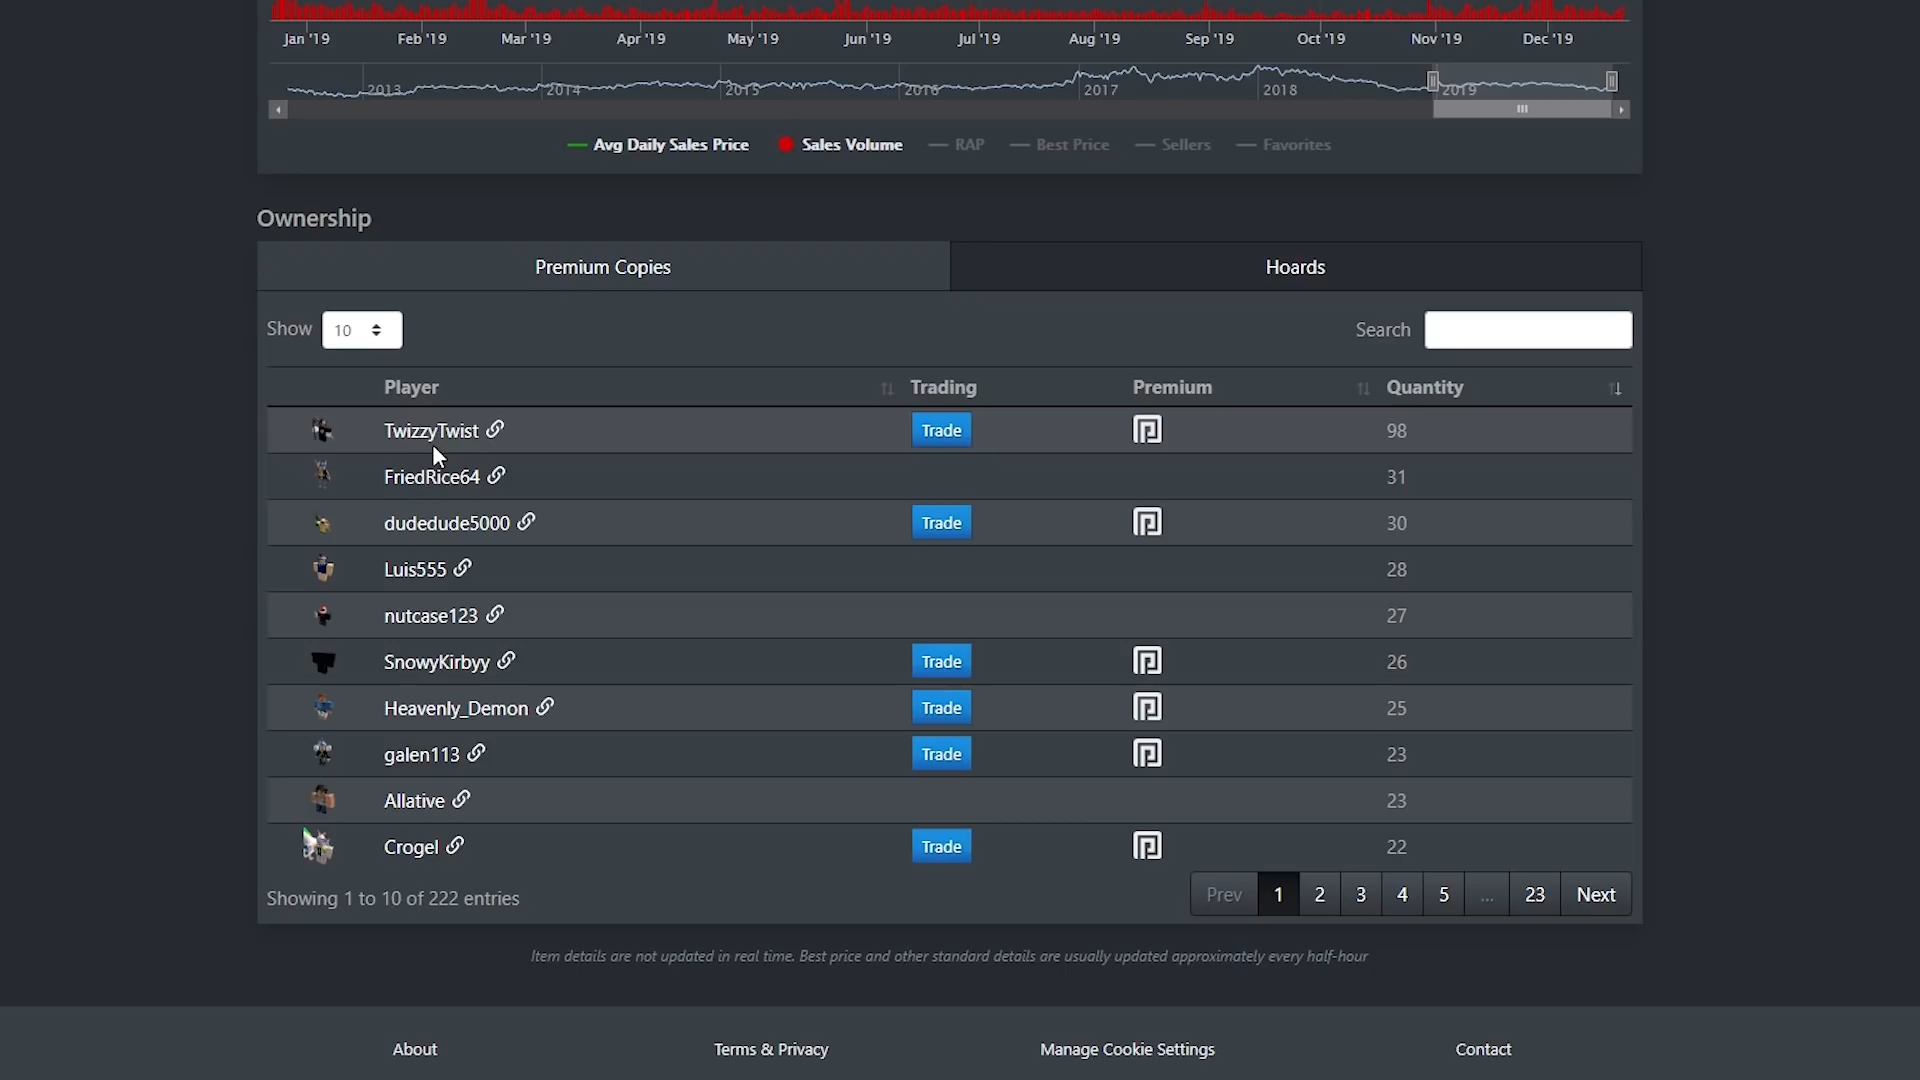 Jan '19 Feb '19 Mar '19 Apr '19 May '19 Jun '19 Jul '19 Aug '19 Sep '19 Oct '19 Nov '19 Dec '19
2013 2014 2015 2016 2017 2018 2019
Avg Daily Sales Price Sales Volume RAP Best Price Sellers Favorites
Ownership
Premium Copies Hoards
Show 10 Search
Player Trading Premium Quantity
TwizzyTwist Trade 98
FriedRice64 31
dudedude5000 Trade 30
Luis555 28
nutcase123 27
SnowyKirbyy Trade 26
Heavenly_Demon Trade 25
galen113 Trade 23
Allative 23
Crogel Trade 22
Showing 1 to 10 of 222 entries Prev 1 2 3 4 5 ... 23 Next
Item details are not updated in real time. Best price and other standard details are usually updated approximately every half-hour
About Terms & Privacy Manage Cookie Settings Contact